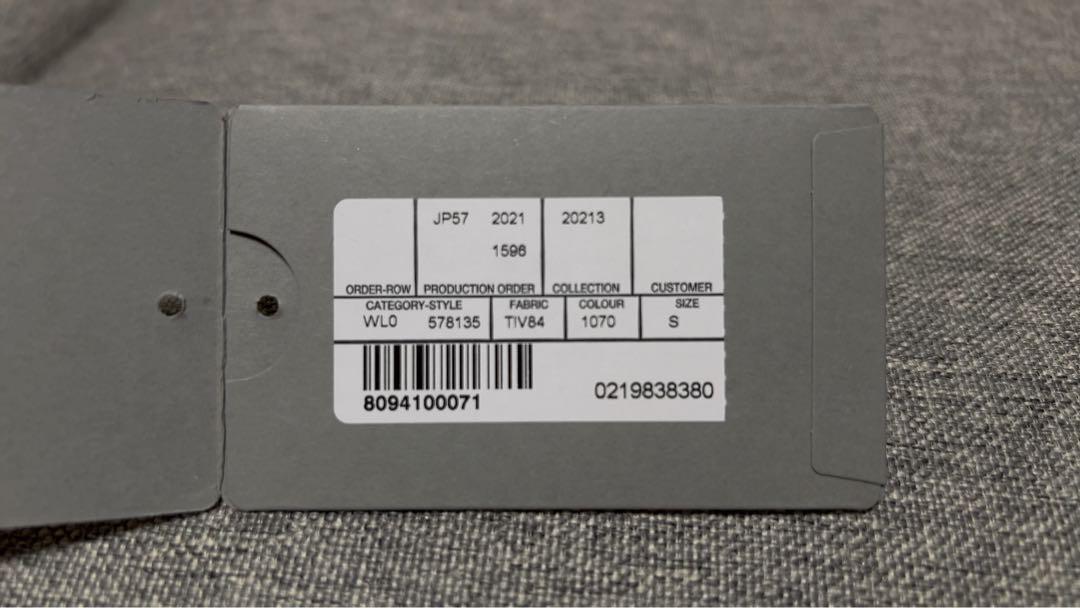 JP57 2021 20213
1596
ORDER-ROW PRODUCTION ORDER COLLECTION CUSTOMER
CATEGORY-STYLE FABRIC COLOUR SIZE
WL0 578135 TIV84 1070 S
8094100071
0219838380